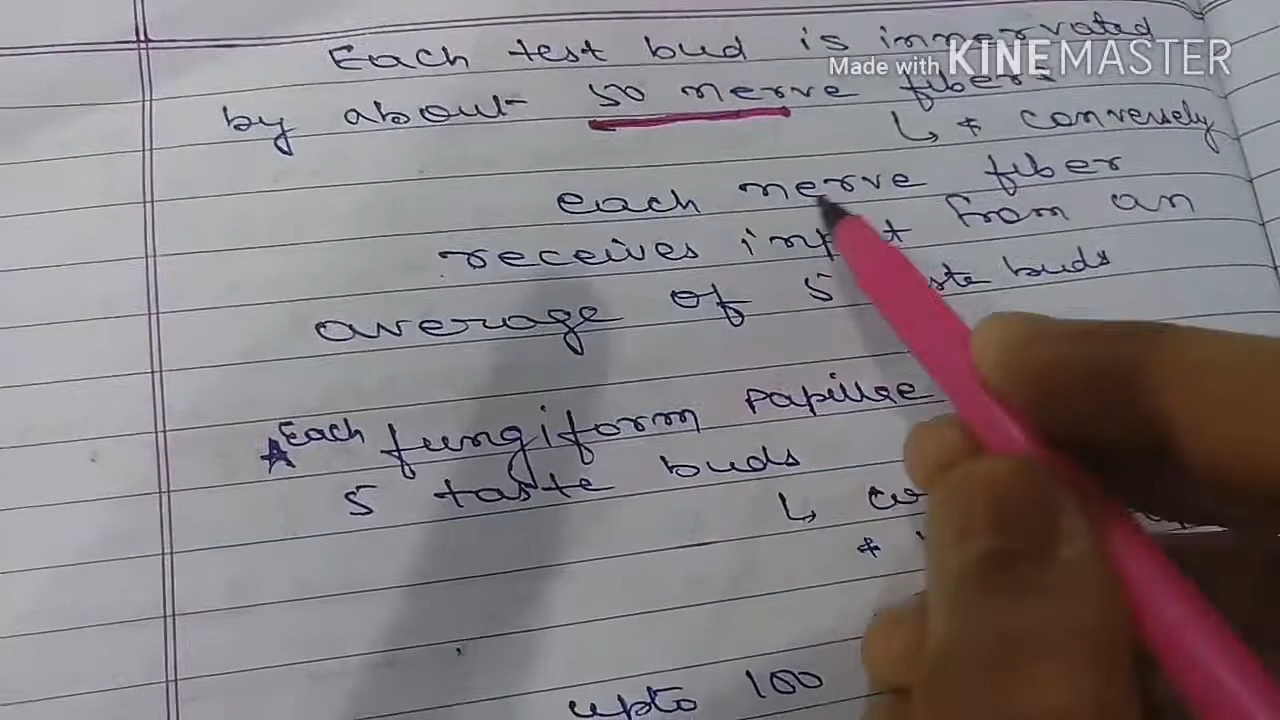 Each test bud is innervated
Made with KINEMASTER
by about 50 nerve fibers
↳ + conversely
each nerve fiber
receives input from an
average of 5 buds
Each fungiform Papillae
5 taste buds
upto 100